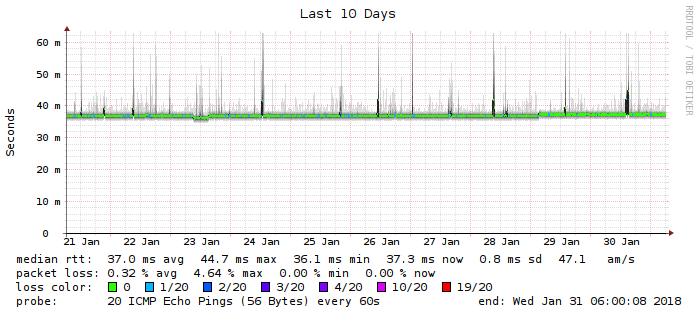 Last 10 Days
RRDTOOL / TOBI OETIKER
Seconds
60 m
50 m
40 m
30 m
20 m
10 m
0
21 Jan 22 Jan 23 Jan 24 Jan 25 Jan 26 Jan 27 Jan 28 Jan 29 Jan 30 Jan
median rtt: 37.0 ms avg 44.7 ms max 36.1 ms min 37.3 ms now 0.8 ms sd 47.1 am/s
packet loss: 0.32 % avg 4.64 % max 0.00 % min 0.00 % now
loss color: 0 1/20 2/20 3/20 4/20 10/20 19/20
probe: 20 ICMP Echo Pings (56 Bytes) every 60s end: Wed Jan 31 06:00:08 2018